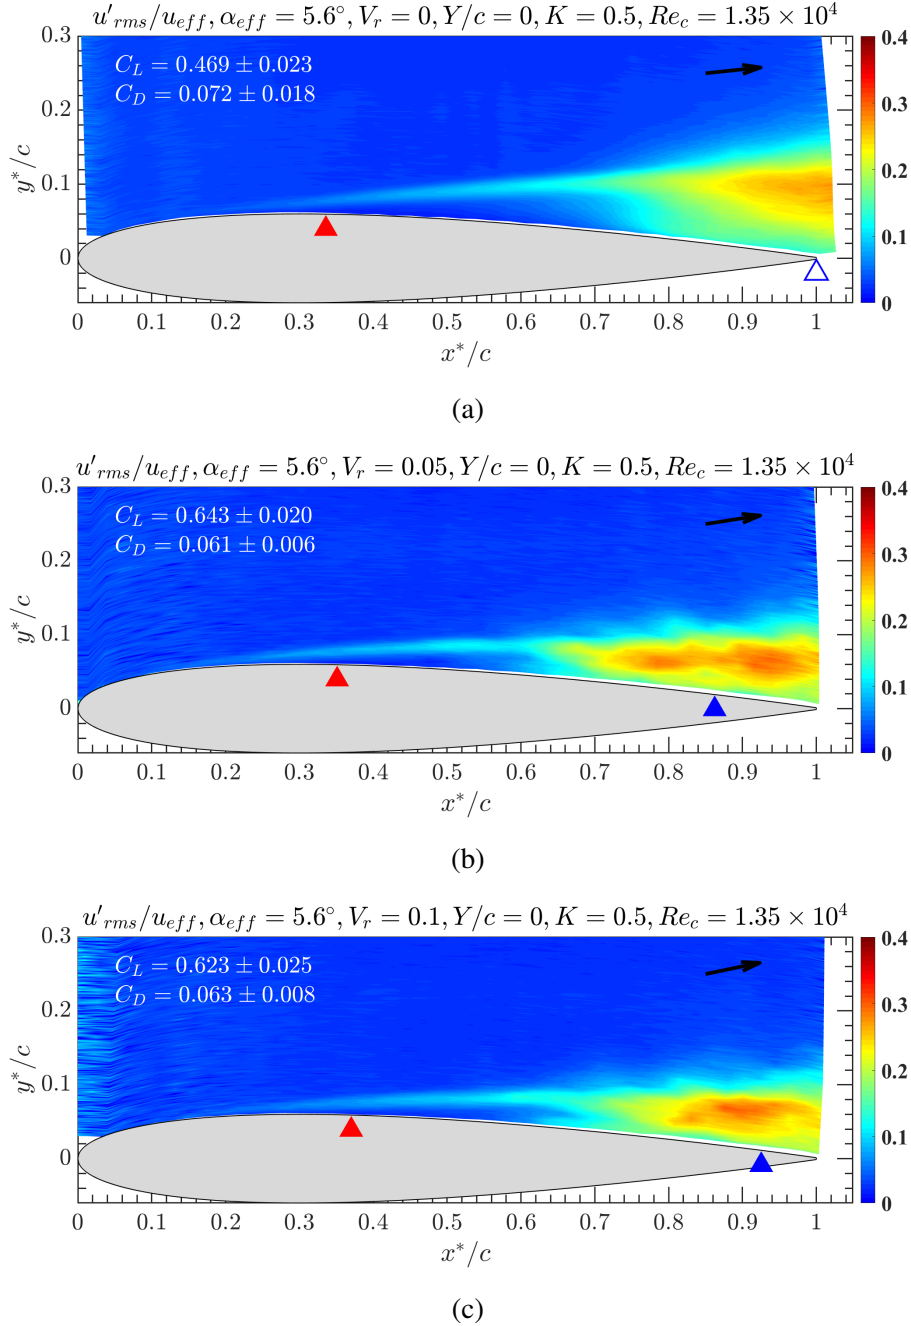 u'rms/ueff, αeff = 5.6°, Vr = 0, Y/c = 0, K = 0.5, Rec = 1.35 × 10⁴
0.3
0.2
0.1
0
y*/c
CL = 0.469 ± 0.023
CD = 0.072 ± 0.018
0 0.1 0.2 0.3 0.4 0.5 0.6 0.7 0.8 0.9 1
x*/c
0.4
0.3
0.2
0.1
0
(a)
u'rms/ueff, αeff = 5.6°, Vr = 0.05, Y/c = 0, K = 0.5, Rec = 1.35 × 10⁴
0.3
0.2
0.1
0
y*/c
CL = 0.643 ± 0.020
CD = 0.061 ± 0.006
0 0.1 0.2 0.3 0.4 0.5 0.6 0.7 0.8 0.9 1
x*/c
0.4
0.3
0.2
0.1
0
(b)
u'rms/ueff, αeff = 5.6°, Vr = 0.1, Y/c = 0, K = 0.5, Rec = 1.35 × 10⁴
0.3
0.2
0.1
0
y*/c
CL = 0.623 ± 0.025
CD = 0.063 ± 0.008
0 0.1 0.2 0.3 0.4 0.5 0.6 0.7 0.8 0.9 1
x*/c
0.4
0.3
0.2
0.1
0
(c)